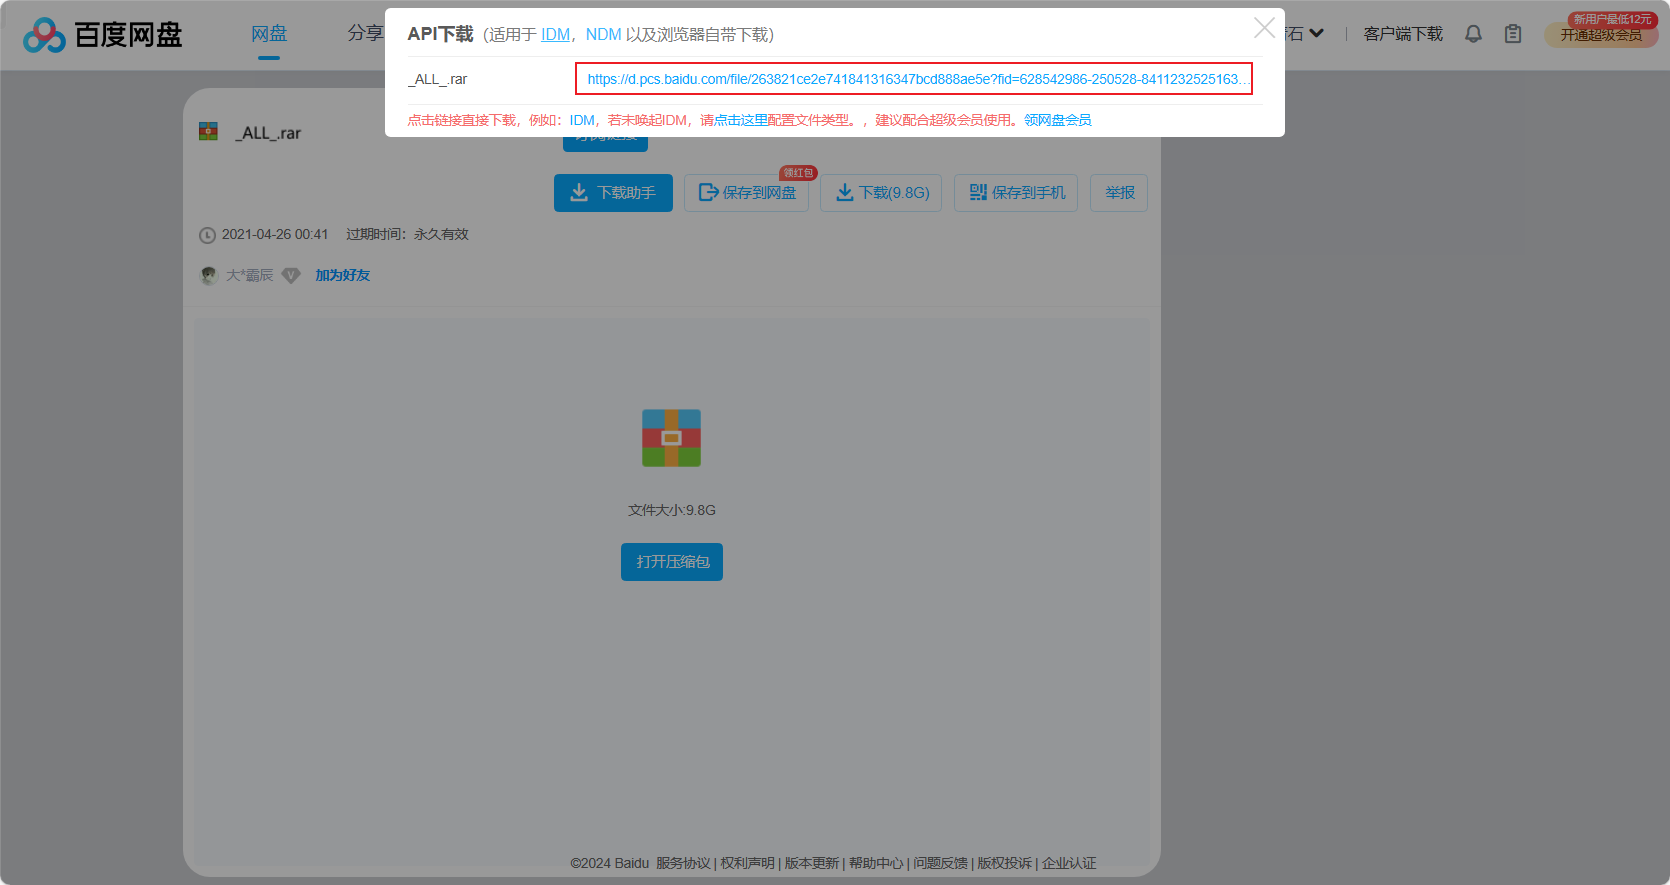 百度网盘
网盘
分享
API下载（适用于 IDM，NDM 以及浏览器自带下载）
石
客户端下载
新用户最低12元
开通超级会员
_ALL_.rar
https://d.pcs.baidu.com/file/263821ce2e741841316347bcd888ae5e?fid=628542986-250528-8411232525163...
点击链接直接下载，例如：IDM，若未唤起IDM，请点击这里配置文件类型。，建议配合超级会员使用。领网盘会员
_ALL_.rar
领红包
下载助手
保存到网盘
下载(9.8G)
保存到手机
举报
2021-04-26 00:41 过期时间：永久有效
大*霸辰
加为好友
文件大小:9.8G
打开压缩包
©2024 Baidu 服务协议 | 权利声明 | 版本更新 | 帮助中心 | 问题反馈 | 版权投诉 | 企业认证